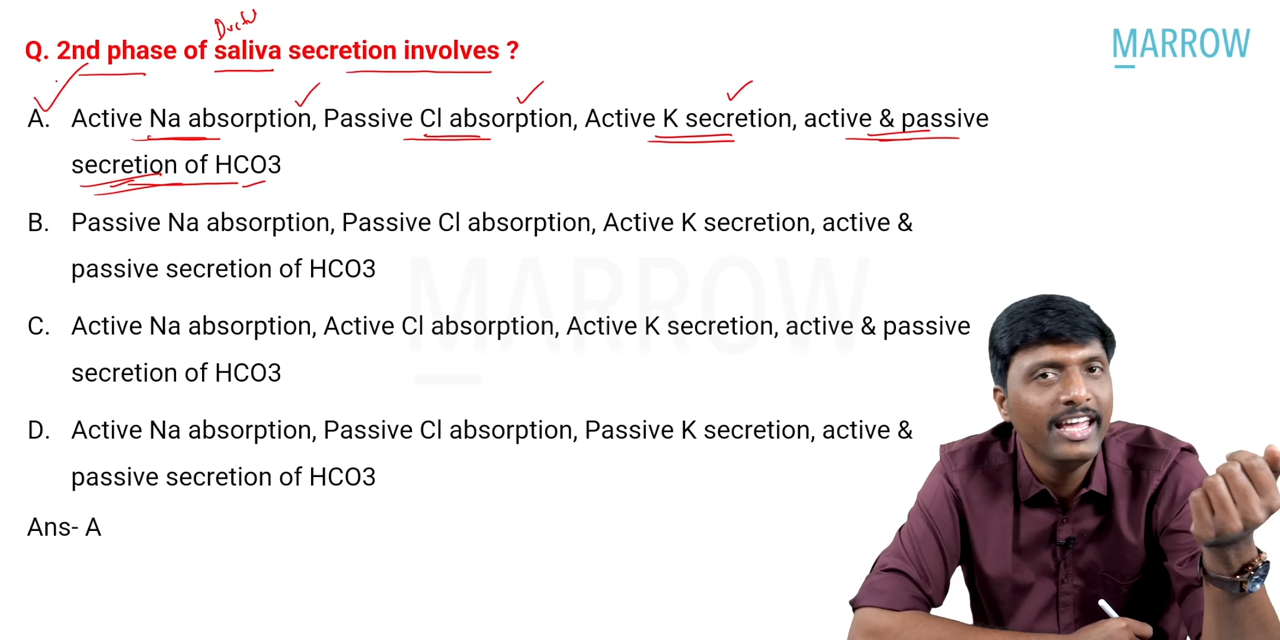 Duct
Q. 2nd phase of saliva secretion involves ?
MARROW
A. Active Na absorption, Passive Cl absorption, Active K secretion, active & passive
secretion of HCO3
B. Passive Na absorption, Passive Cl absorption, Active K secretion, active &
passive secretion of HCO3
MARROW
C. Active Na absorption, Active Cl absorption, Active K secretion, active & passive
secretion of HCO3
D. Active Na absorption, Passive Cl absorption, Passive K secretion, active &
passive secretion of HCO3
Ans- A